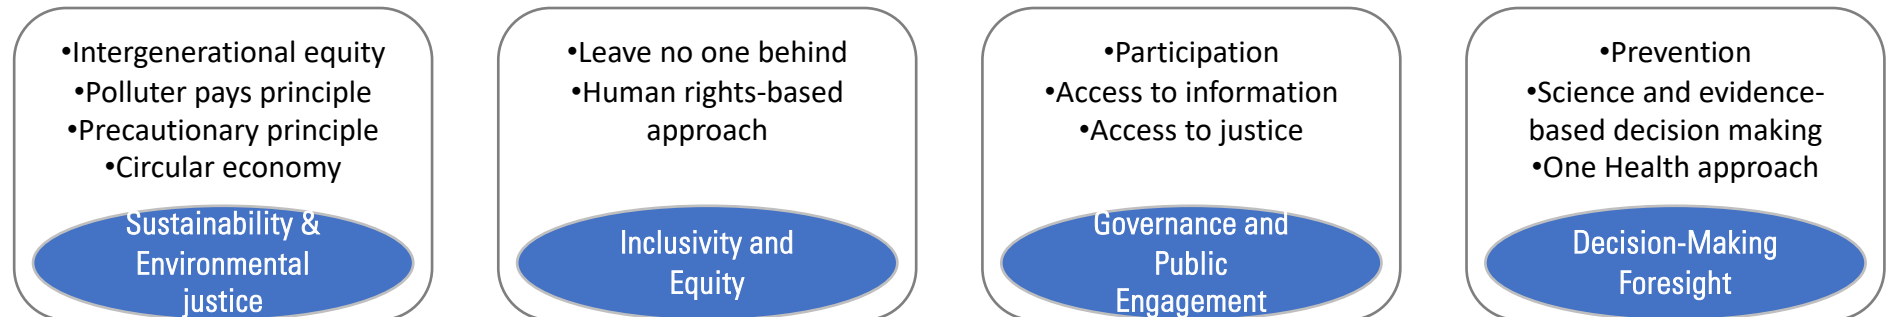 •Intergenerational equity
•Polluter pays principle
•Precautionary principle
•Circular economy
Sustainability &
Environmental
justice
•Leave no one behind
•Human rights-based
approach
Inclusivity and
Equity
•Participation
•Access to information
•Access to justice
Governance and
Public
Engagement
•Prevention
•Science and evidence-
based decision making
•One Health approach
Decision-Making
Foresight